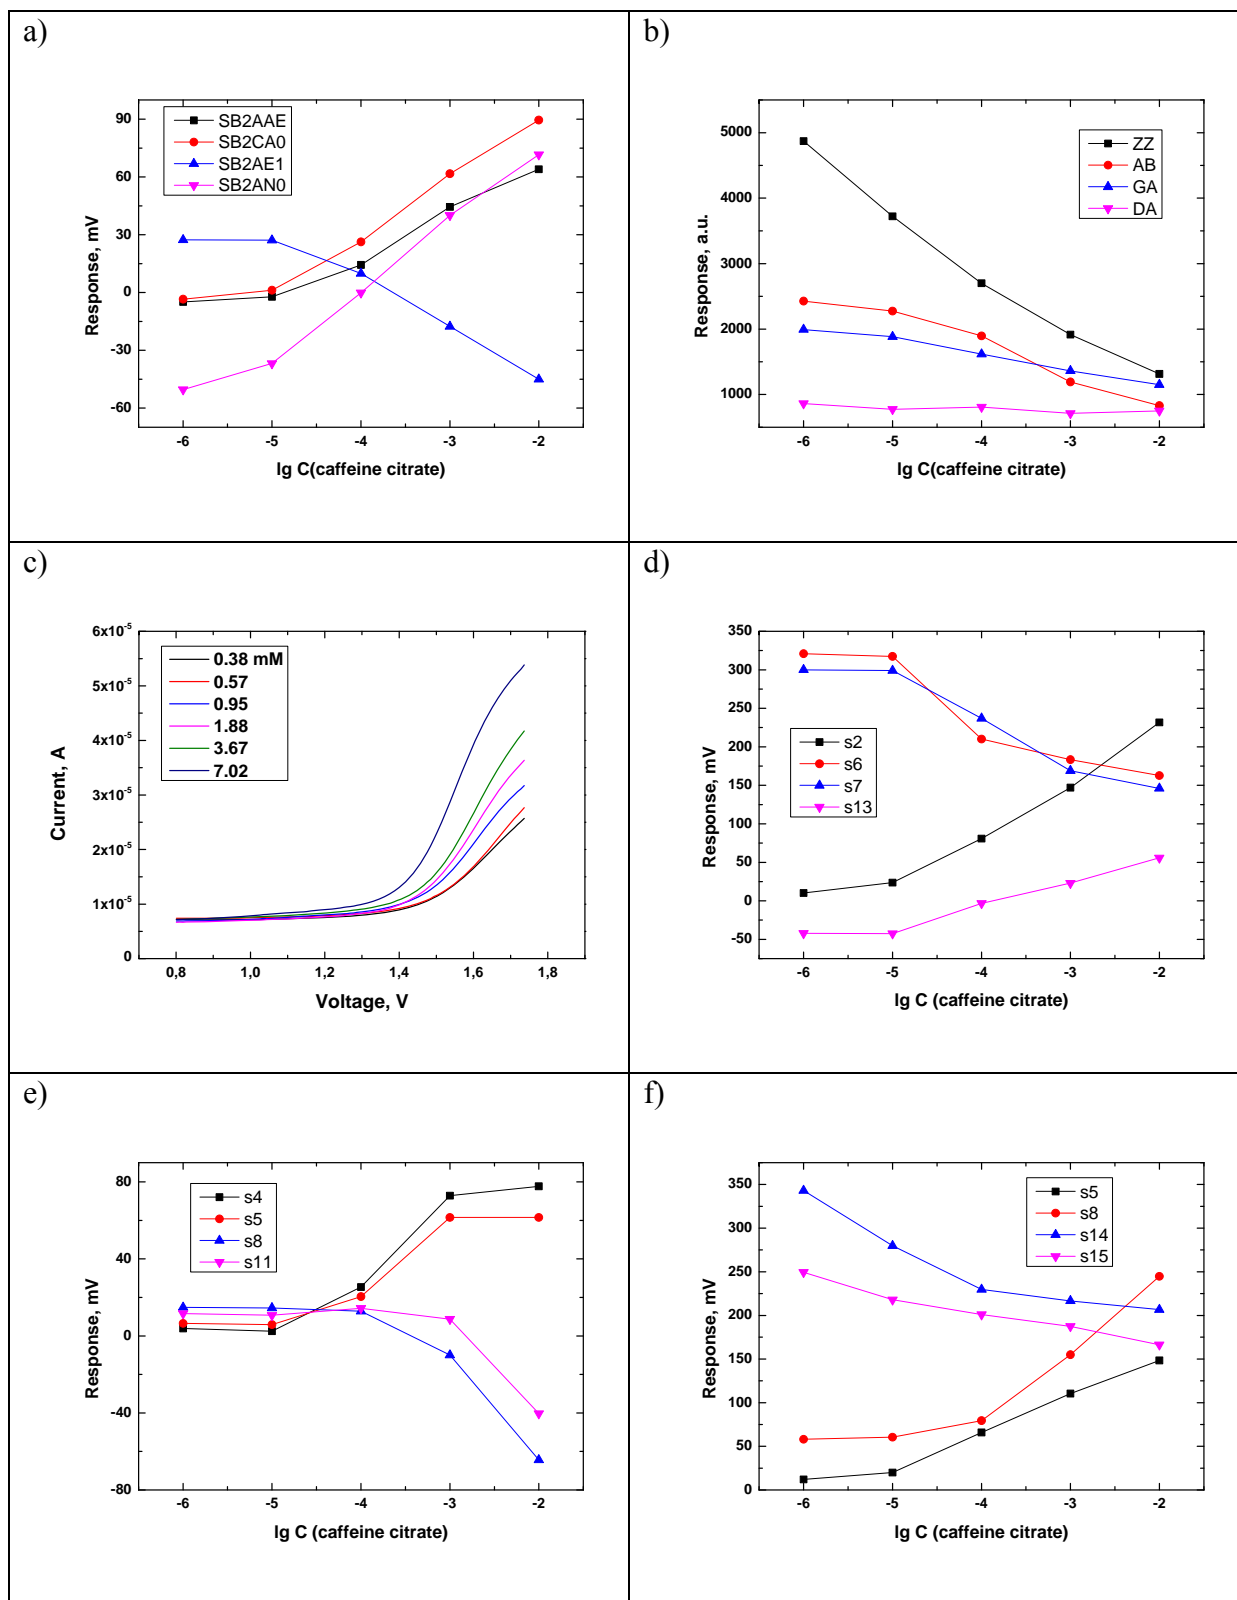 a)
SB2AAE
SB2CA0
SB2AE1
SB2AN0
90
60
30
0
-30
-60
Response, mV
-6 -5 -4 -3 -2
lg C(caffeine citrate)
b)
ZZ
AB
GA
DA
5000
4000
3000
2000
1000
Response, a.u.
-6 -5 -4 -3 -2
lg C(caffeine citrate)
c)
0.38 mM
0.57
0.95
1.88
3.67
7.02
6x10-5
5x10-5
4x10-5
3x10-5
2x10-5
1x10-5
0
Current, A
0,8 1,0 1,2 1,4 1,6 1,8
Voltage, V
d)
s2
s6
s7
s13
350
300
250
200
150
100
50
0
-50
Response, mV
-6 -5 -4 -3 -2
lg C (caffeine citrate)
e)
s4
s5
s8
s11
80
40
0
-40
-80
Response, mV
-6 -5 -4 -3 -2
lg C (caffeine citrate)
f)
s5
s8
s14
s15
350
300
250
200
150
100
50
0
Response, mV
-6 -5 -4 -3 -2
lg C (caffeine citrate)